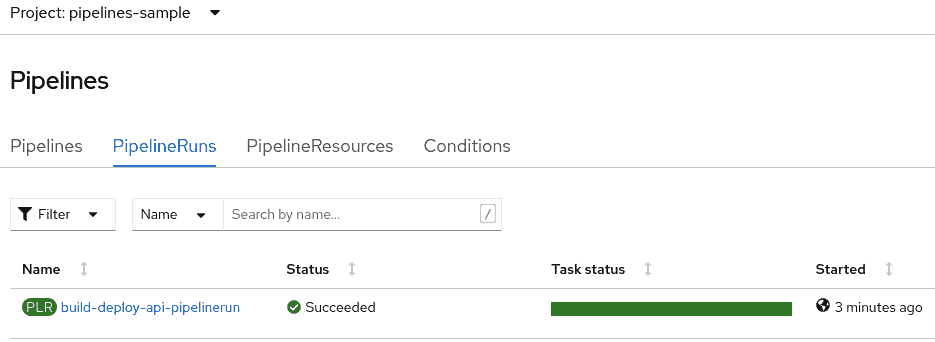 Project: pipelines-sample
Pipelines
Pipelines PipelineRuns PipelineResources Conditions
Filter Name Search by name... /
Name Status Task status Started
PLR build-deploy-api-pipelinerun Succeeded 3 minutes ago